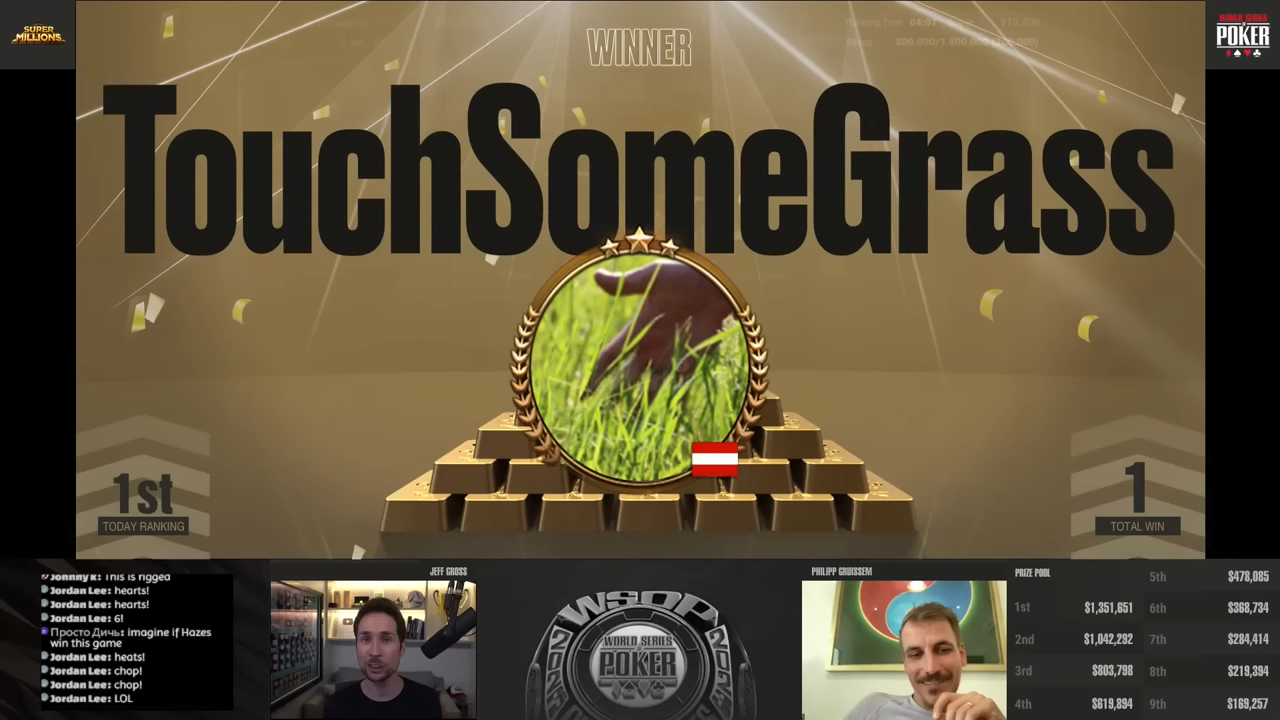 SUPER
MILLIONS
WINNER
WORLD SERIES
OF
POKER
TouchSomeGrass
1st
TODAY RANKING
1
TOTAL WIN
Johnny k: This is rigged
Jordan Lee: hearts!
Jordan Lee: hearts!
Jordan Lee: 6!
Просто Дичь: imagine if Hazes
win this game
Jordan Lee: heats!
Jordan Lee: chop!
Jordan Lee: chop!
Jordan Lee: LOL
JEFF GROSS
WSOP
WORLD SERIES
POKER
PHILIPP GRUISSEM
PRIZE POOL
1st $1,351,651
2nd $1,042,292
3rd $803,798
4th $619,894
5th $478,085
6th $368,734
7th $284,414
8th $219,394
9th $169,257